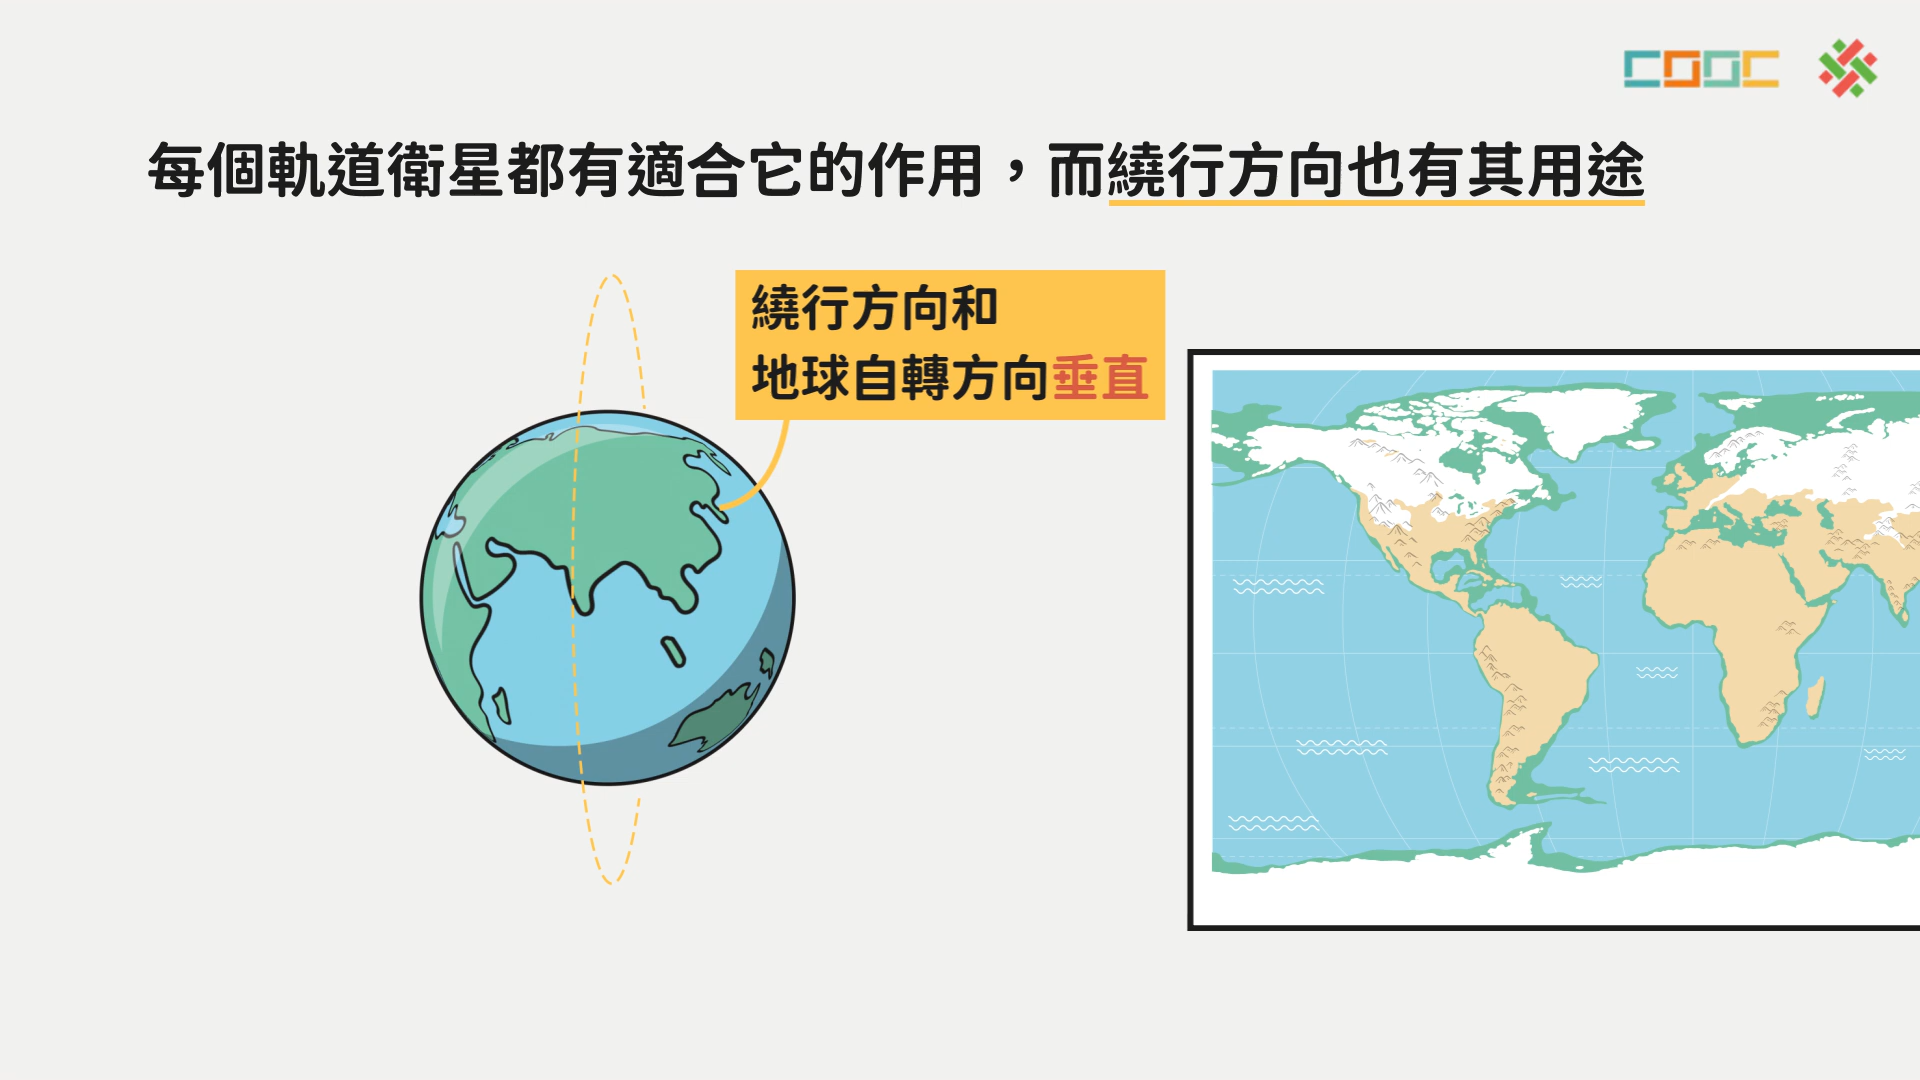 COOC
每個軌道衛星都有適合它的作用，而繞行方向也有其用途
繞行方向和
地球自轉方向垂直